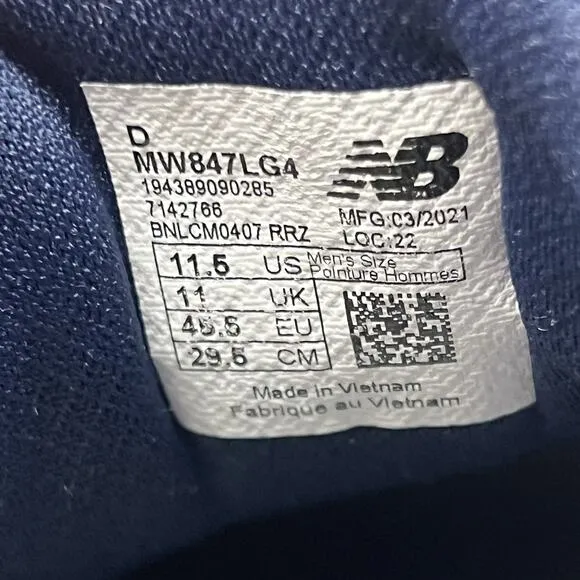 D
MW847LG4
194389090285
7142766
BNLCM0407 RRZ
NB
MFG:03/2021
LOC:22
11.5 US Men's Size
Pointure Hommes
11 UK
45.5 EU
29.5 CM
Made in Vietnam
Fabriqué au Vietnam